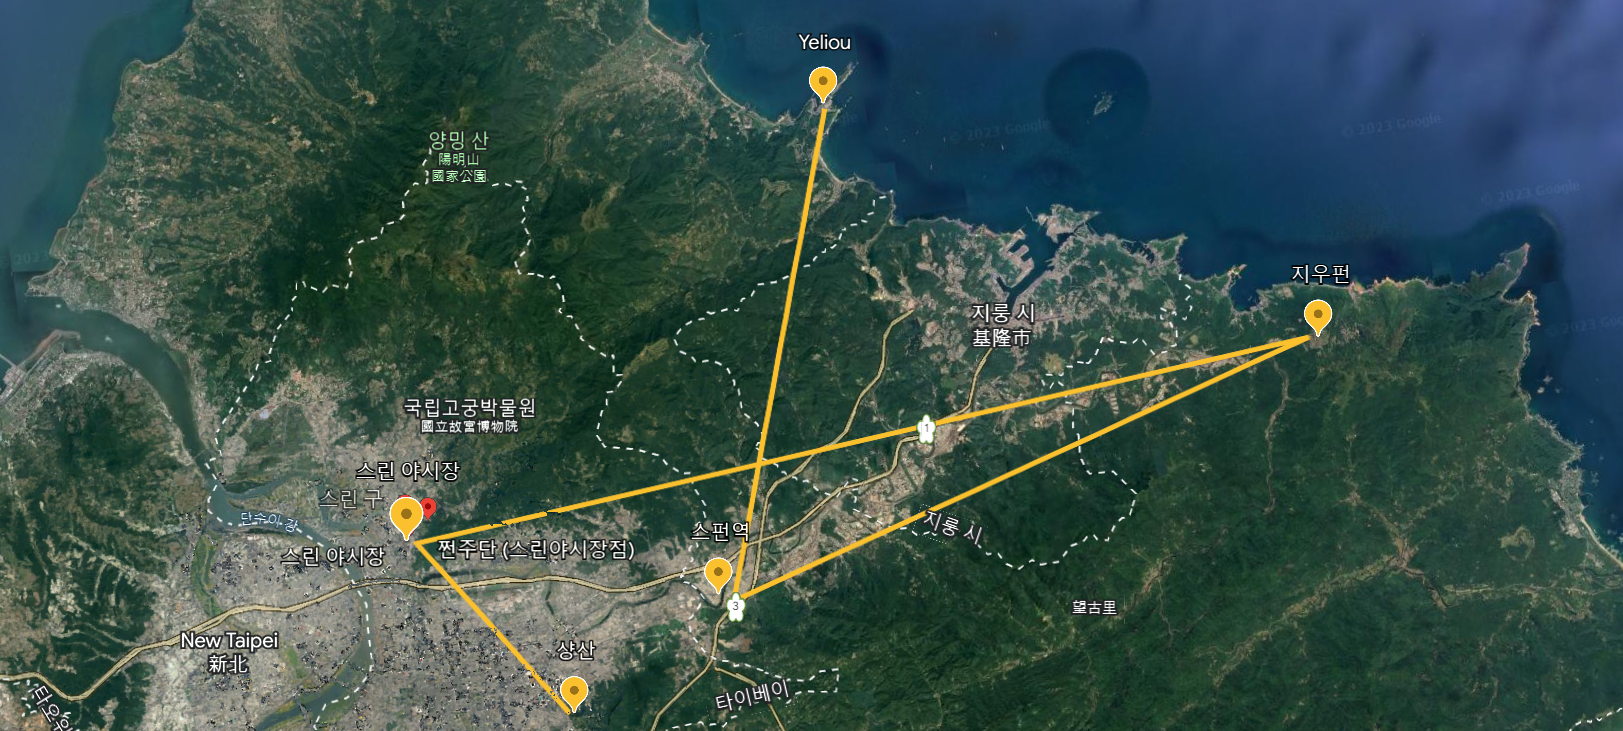 Yeliou
양밍 산
陽明山
國家公園
© 2023 Google
© 2023 Google
© 2023 Google
지우펀
지룽 시
基隆市
국립고궁박물원
國立故宮博物院
1
스린 야시장
스린 구
단수이 강
스린 야시장
쩐주단 (스린야시장점)
스펀역
지룽 시
3
望古里
New Taipei
新北
샹산
타이베이